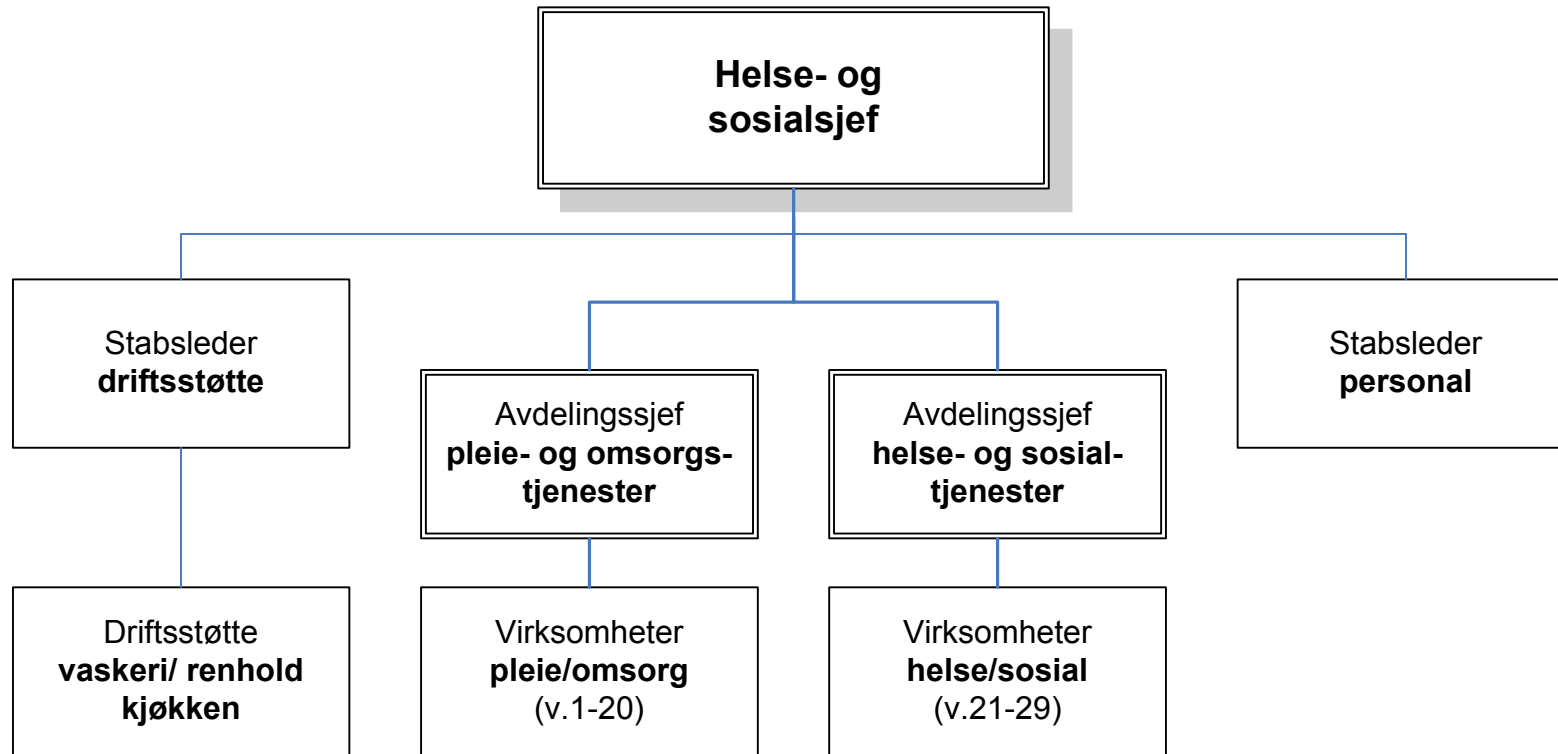 Helse- og
sosialsjef
Stabsleder
driftsstøtte
Avdelingssjef
pleie- og omsorgs-
tjenester
Avdelingssjef
helse- og sosial-
tjenester
Stabsleder
personal
Driftsstøtte
vaskeri/ renhold
kjøkken
Virksomheter
pleie/omsorg
(v.1-20)
Virksomheter
helse/sosial
(v.21-29)